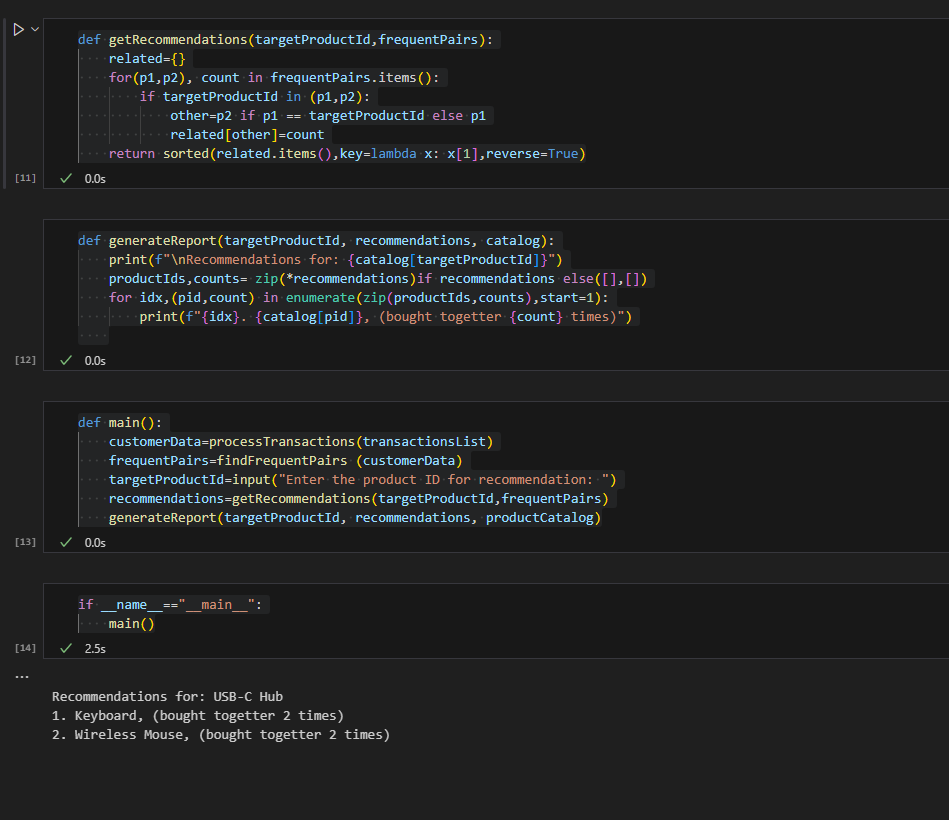 def getRecommendations(targetProductId,frequentPairs):
    related={}
    for(p1,p2), count in frequentPairs.items():
        if targetProductId in (p1,p2):
            other=p2 if p1 == targetProductId else p1
            related[other]=count
    return sorted(related.items(),key=lambda x: x[1],reverse=True)
[11] 0.0s
def generateReport(targetProductId, recommendations, catalog):
    print(f"\nRecommendations for: {catalog[targetProductId]}")
    productIds,counts= zip(*recommendations)if recommendations else([],[])
    for idx,(pid,count) in enumerate(zip(productIds,counts),start=1):
        print(f"{idx}. {catalog[pid]}, (bought togetter {count} times)")
[12] 0.0s
def main():
    customerData=processTransactions(transactionsList)
    frequentPairs=findFrequentPairs (customerData)
    targetProductId=input("Enter the product ID for recommendation: ")
    recommendations=getRecommendations(targetProductId,frequentPairs)
    generateReport(targetProductId, recommendations, productCatalog)
[13] 0.0s
if __name__=="__main__":
    main()
[14] 2.5s
...
Recommendations for: USB-C Hub
1. Keyboard, (bought togetter 2 times)
2. Wireless Mouse, (bought togetter 2 times)